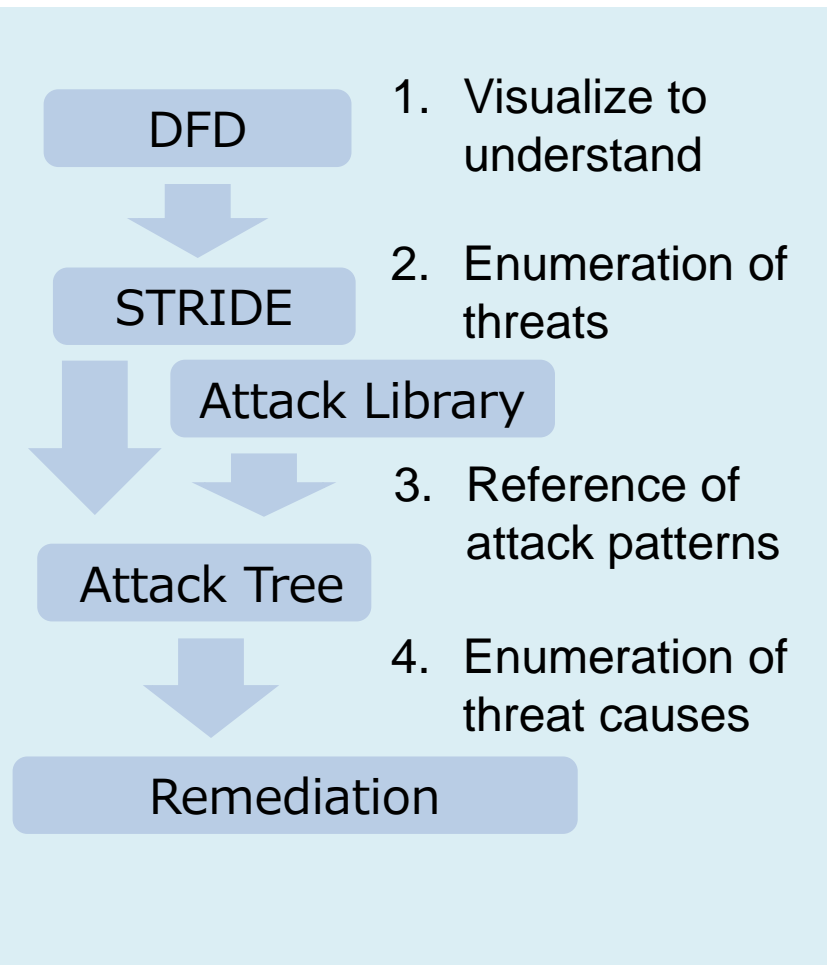 DFD
1. Visualize to
understand
STRIDE
2. Enumeration of
threats
Attack Library
3. Reference of
attack patterns
Attack Tree
4. Enumeration of
threat causes
Remediation